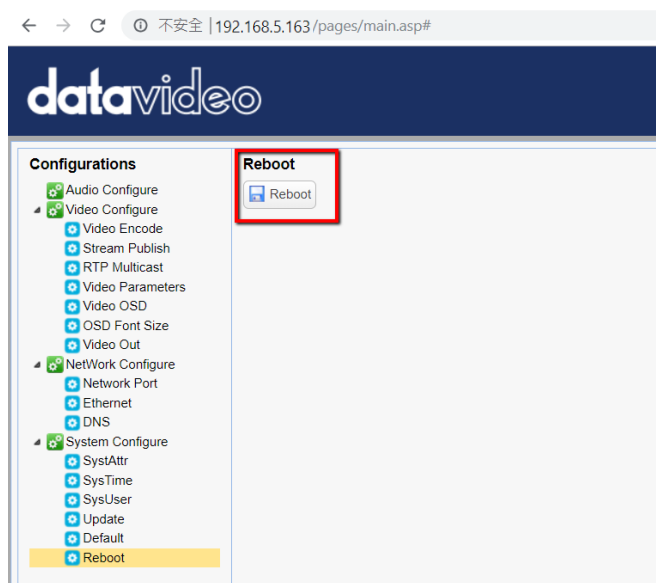 不安全 | 192.168.5.163/pages/main.asp#
datavideo
Configurations
Audio Configure
Video Configure
Video Encode
Stream Publish
RTP Multicast
Video Parameters
Video OSD
OSD Font Size
Video Out
NetWork Configure
Network Port
Ethernet
DNS
System Configure
SystAttr
SysTime
SysUser
Update
Default
Reboot
Reboot
Reboot